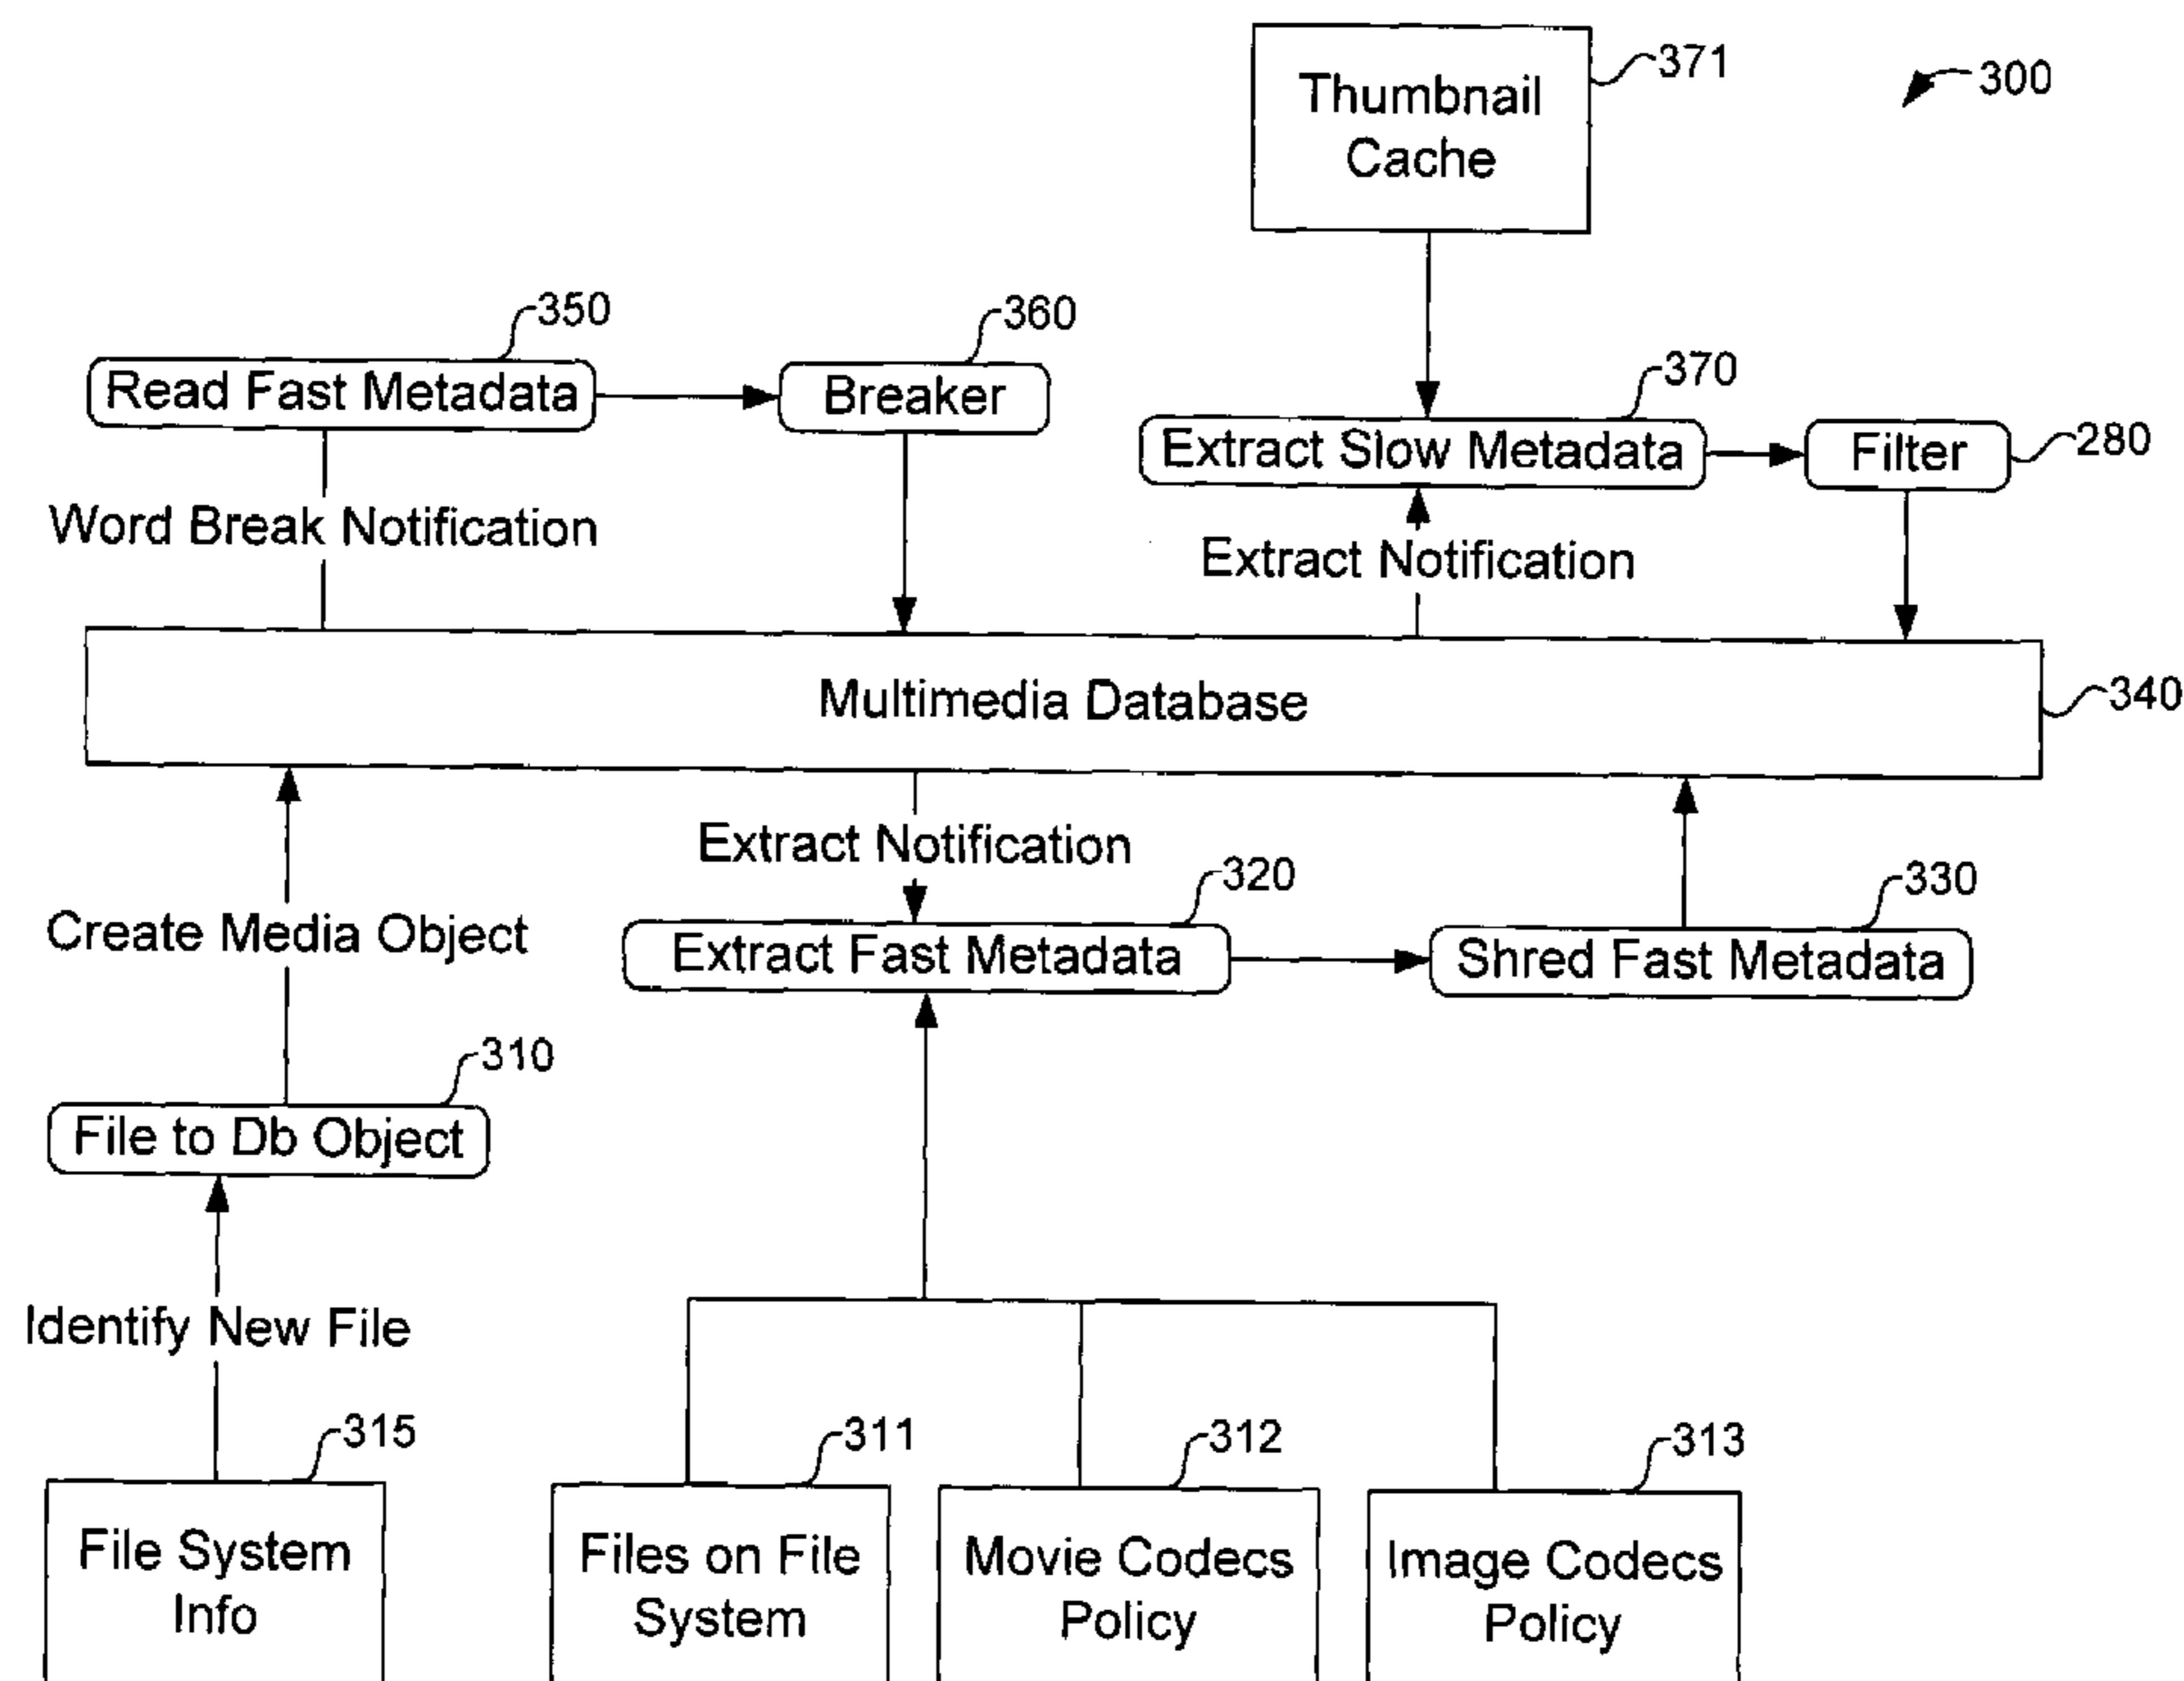 Thumbnail
Cache
371
300
350
Read Fast Metadata
360
Breaker
370
Extract Slow Metadata
Filter
280
Word Break Notification
Extract Notification
Multimedia Database
340
Extract Notification
Create Media Object
320
Extract Fast Metadata
330
Shred Fast Metadata
310
File to Db Object
Identify New File
315
File System
Info
311
Files on File
System
312
Movie Codecs
Policy
313
Image Codecs
Policy